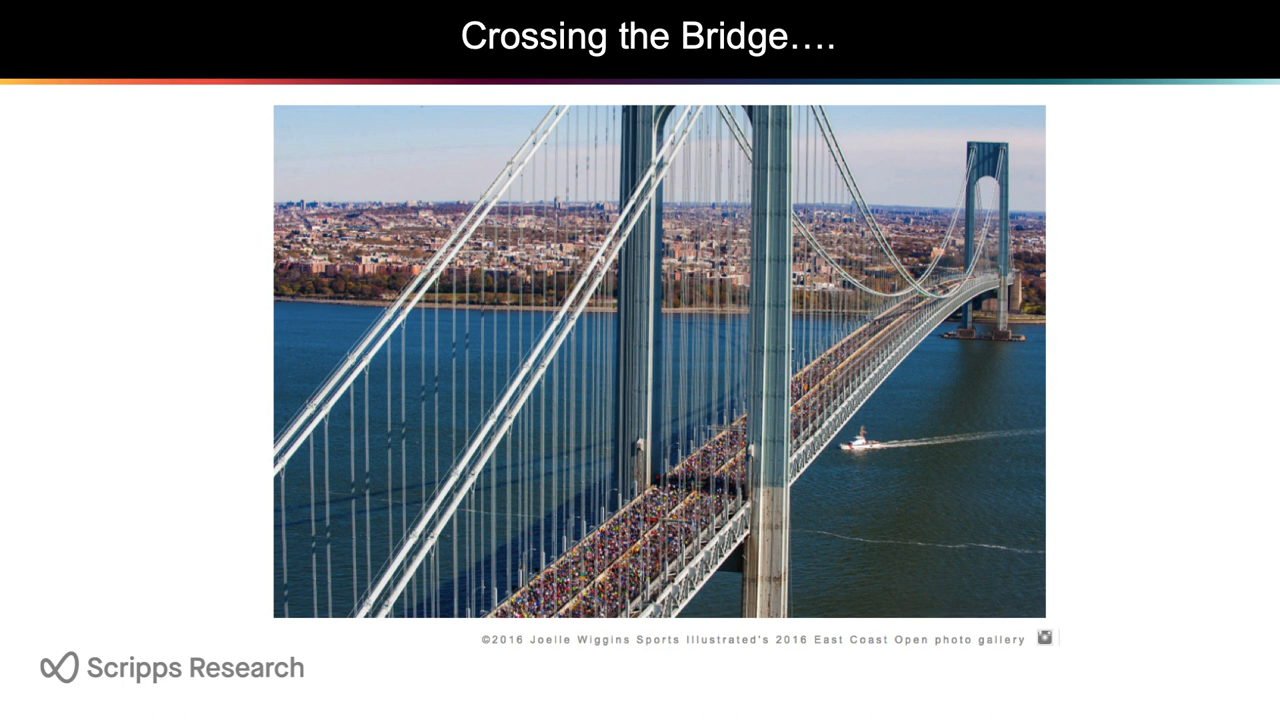 Crossing the Bridge….
©2016 Joelle Wiggins Sports Illustrated's 2016 East Coast Open photo gallery
Scripps Research